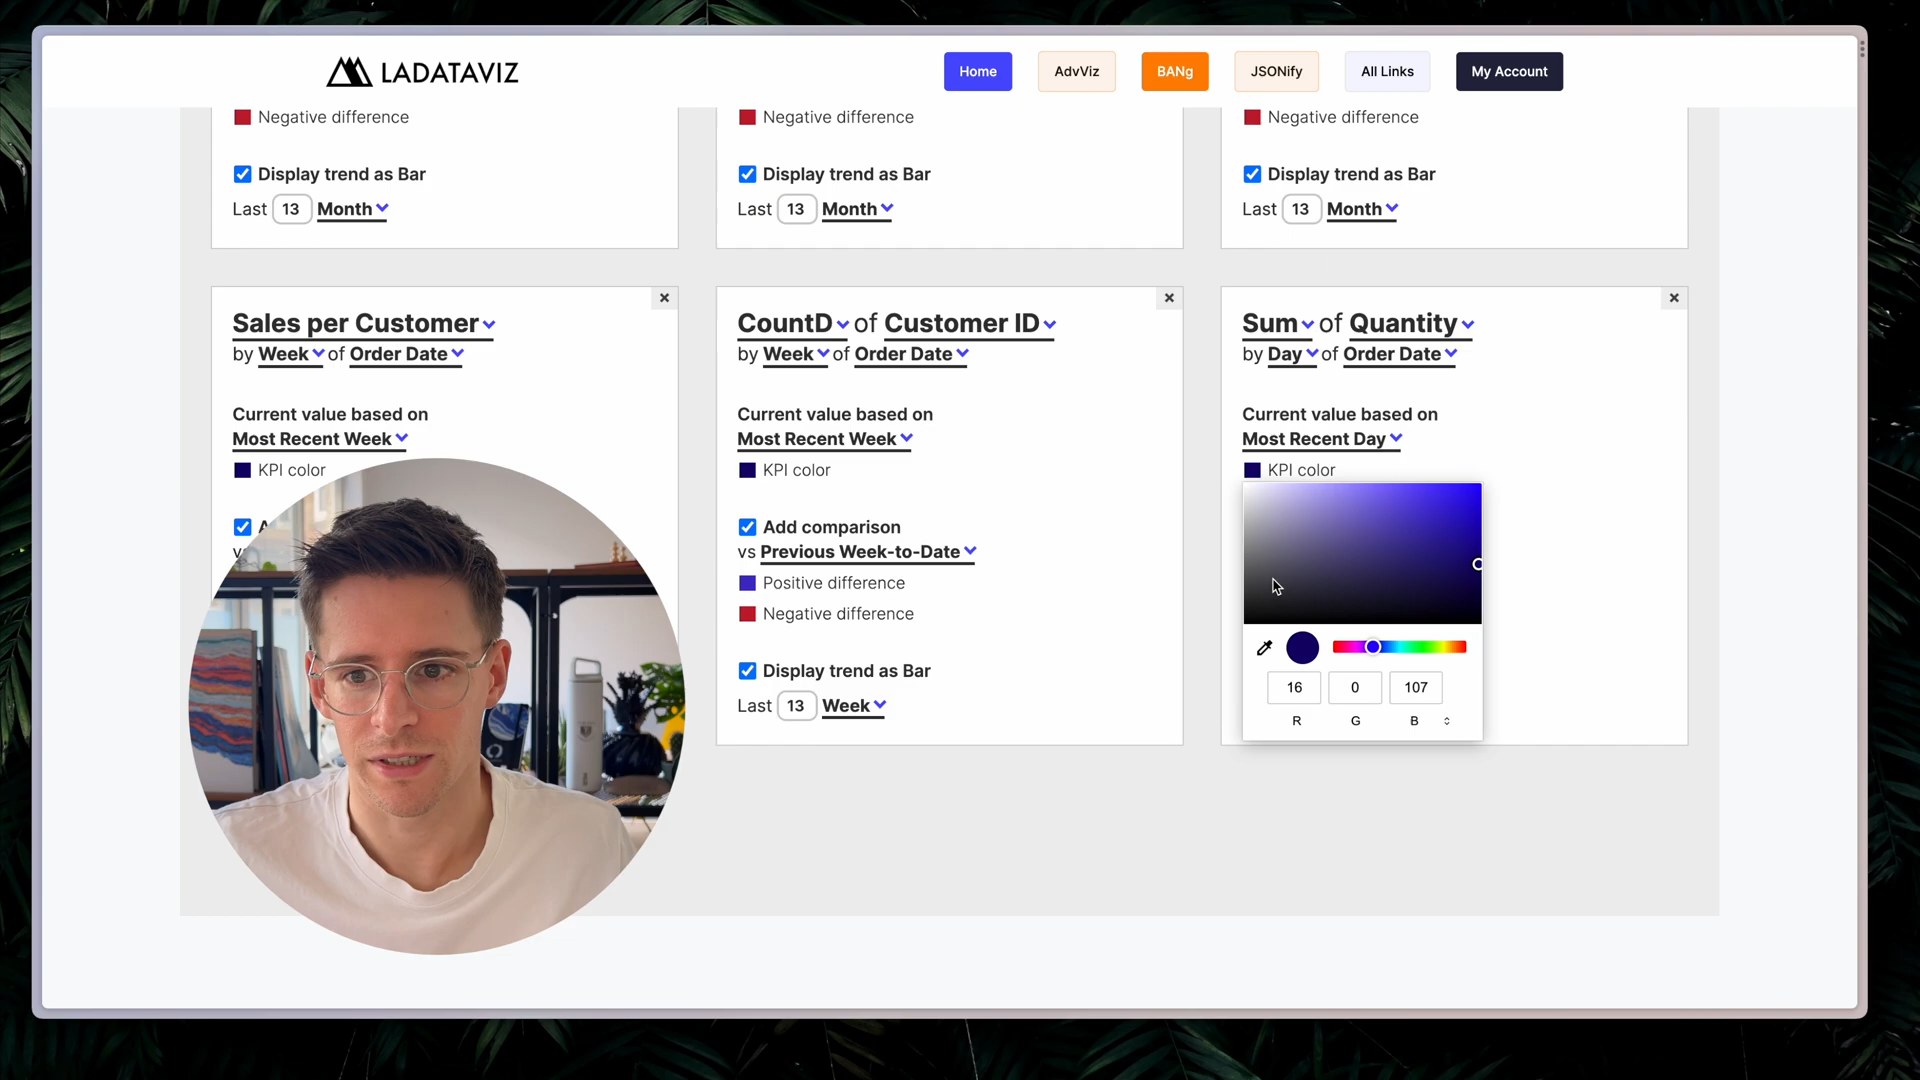 LADATAVIZ
Home
AdvViz
BANg
JSONify
All Links
My Account
Negative difference
Display trend as Bar
Last 13 Month
Negative difference
Display trend as Bar
Last 13 Month
Negative difference
Display trend as Bar
Last 13 Month
Sales per Customer
by Week of Order Date
Current value based on
Most Recent Week
KPI color
CountD of Customer ID
by Week of Order Date
Current value based on
Most Recent Week
KPI color
Add comparison
vs Previous Week-to-Date
Positive difference
Negative difference
Display trend as Bar
Last 13 Week
Sum of Quantity
by Day of Order Date
Current value based on
Most Recent Day
KPI color
16 0 107
R G B